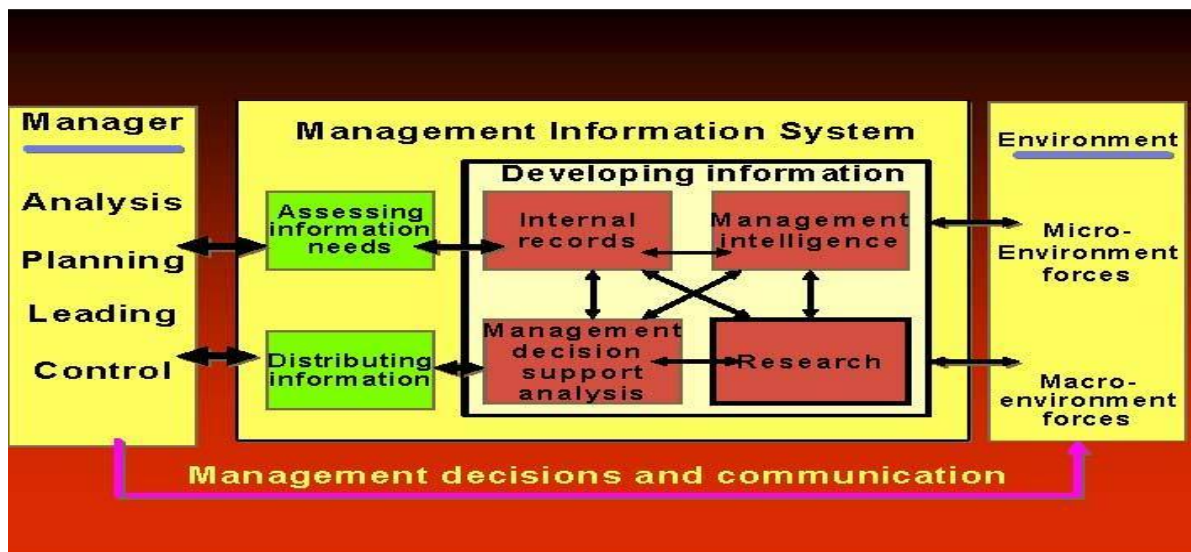 Manager
Analysis
Planning
Leading
Control
Management Information System
Assessing
information
needs
Distributing
information
Developing information
Internal
records
Management
intelligence
Management
decision
support
analysis
Research
Environment
Micro-
Environment
forces
Macro-
environment
forces
Management decisions and communication